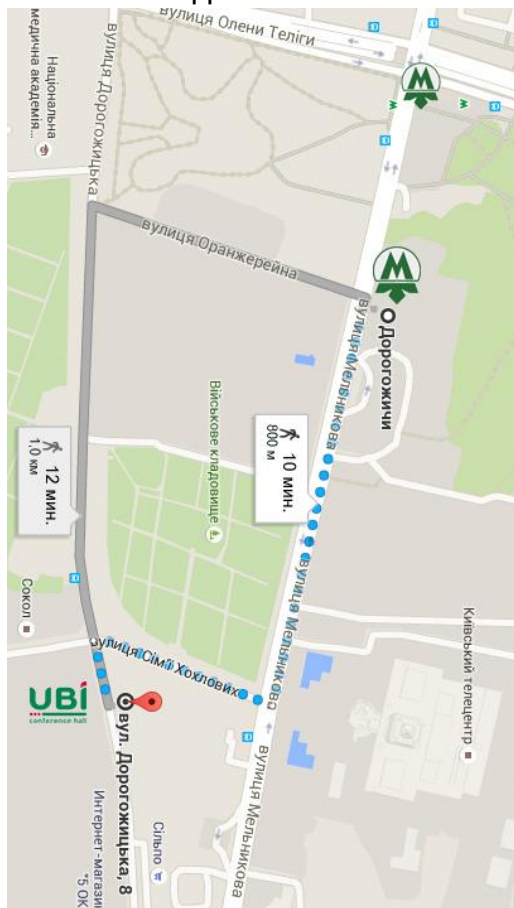 вулиця Олени Теліги
вулиця Дорогожицька
Національна
медична академія...
вулиця Оранжерейна
вулиця Мельникова
Дорогожичи
Військове кладовище
10 мин.
800 м
12 мин.
1,0 км
вулиця Мельникова
Київський телецентр
Сокол
вулиця Сім'ї Хохлових
UBI
conference hall
вул. Дорогожицька, 8
вулиця Мельникова
Сільпо
Интернет-магазин
"5 ОК